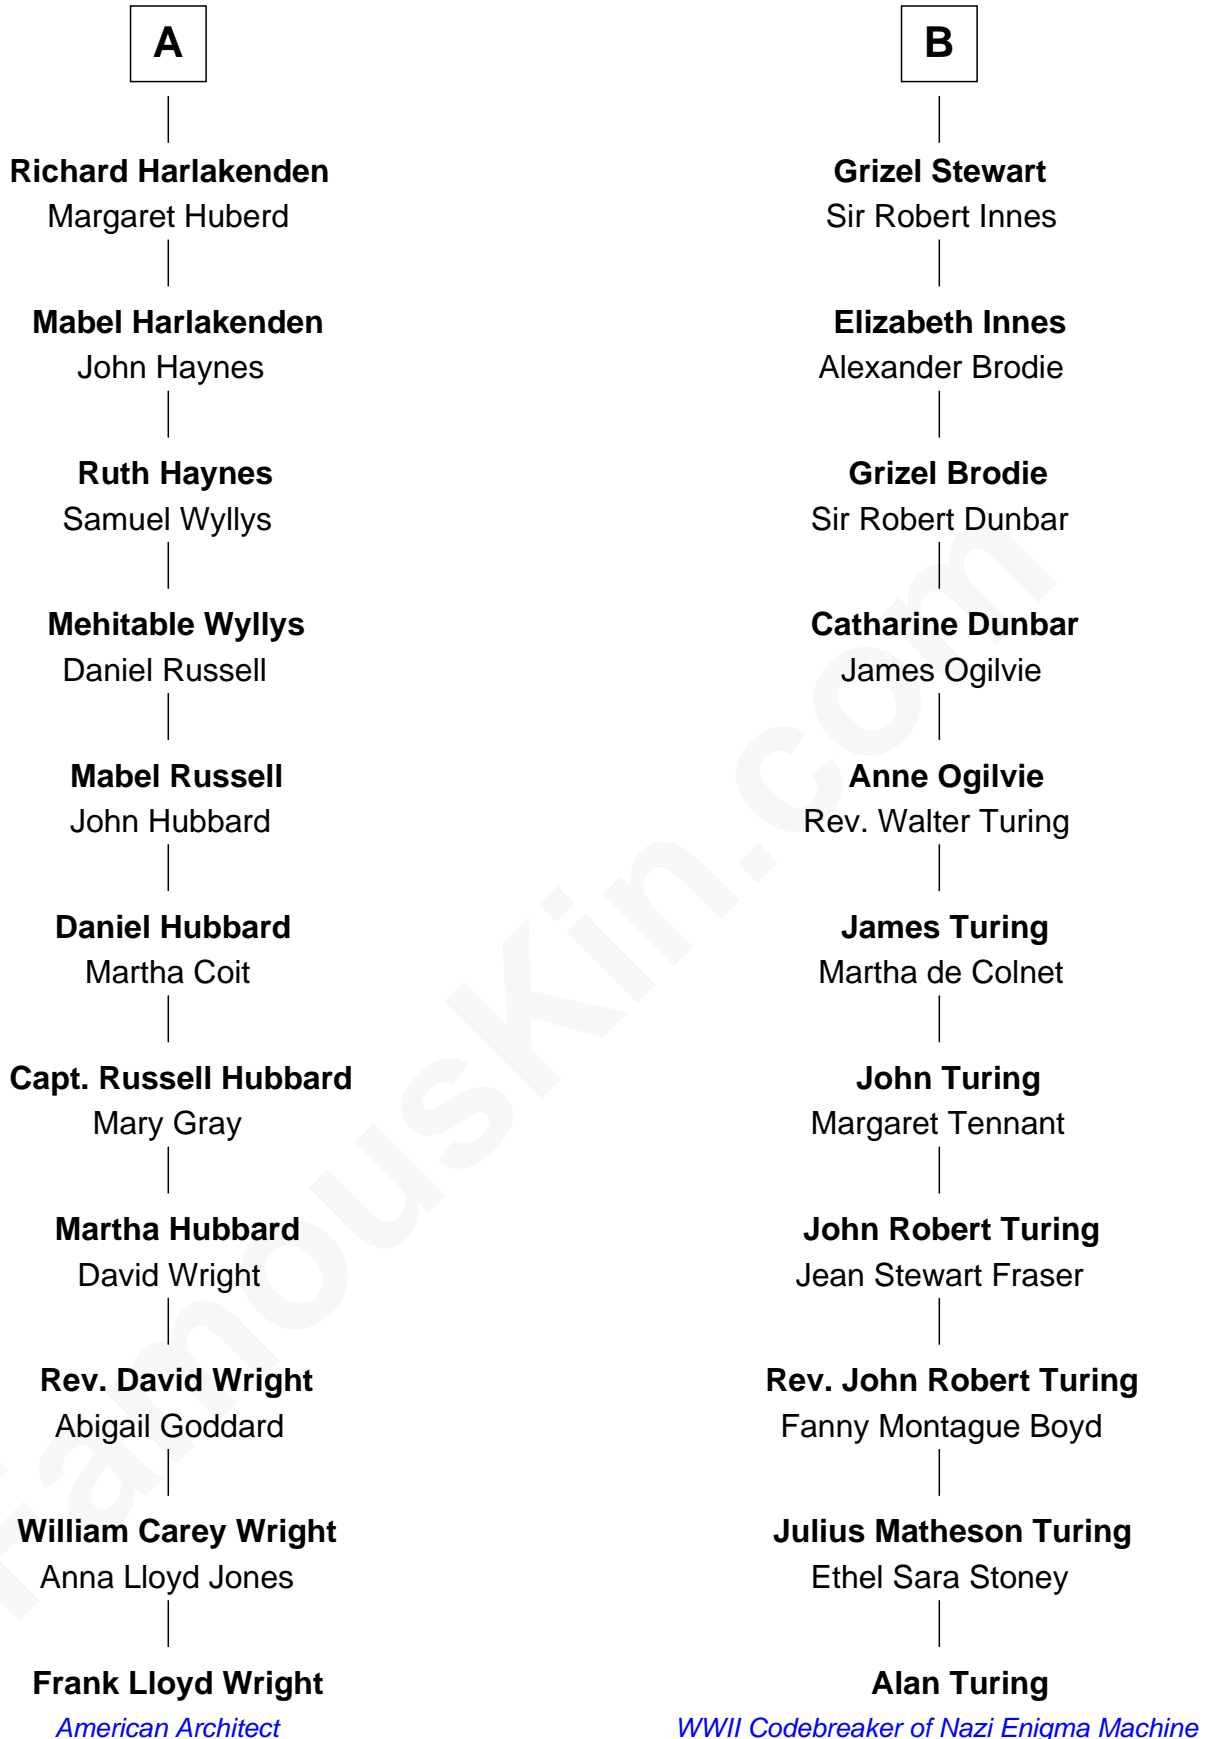 A
Richard Harlakenden
Margaret Huberd
Mabel Harlakenden
John Haynes
Ruth Haynes
Samuel Wyllys
Mehitable Wyllys
Daniel Russell
Mabel Russell
John Hubbard
Daniel Hubbard
Martha Coit
Capt. Russell Hubbard
Mary Gray
Martha Hubbard
David Wright
Rev. David Wright
Abigail Goddard
William Carey Wright
Anna Lloyd Jones
Frank Lloyd Wright
American Architect
B
Grizel Stewart
Sir Robert Innes
Elizabeth Innes
Alexander Brodie
Grizel Brodie
Sir Robert Dunbar
Catharine Dunbar
James Ogilvie
Anne Ogilvie
Rev. Walter Turing
James Turing
Martha de Colnet
John Turing
Margaret Tennant
John Robert Turing
Jean Stewart Fraser
Rev. John Robert Turing
Fanny Montague Boyd
Julius Matheson Turing
Ethel Sara Stoney
Alan Turing
WWII Codebreaker of Nazi Enigma Machine
FamousKin.com